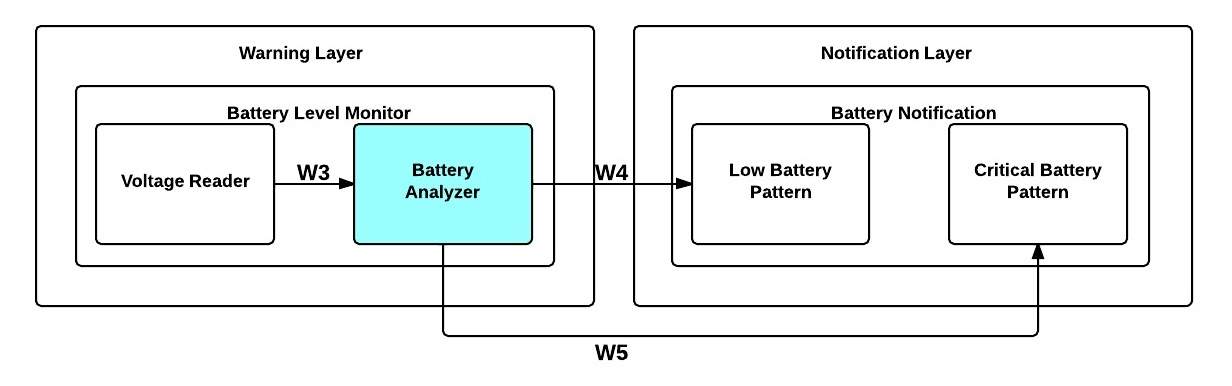 Warning Layer
Notification Layer
Battery Level Monitor
Battery Notification
Voltage Reader
W3
Battery
Analyzer
W4
Low Battery
Pattern
Critical Battery
Pattern
W5